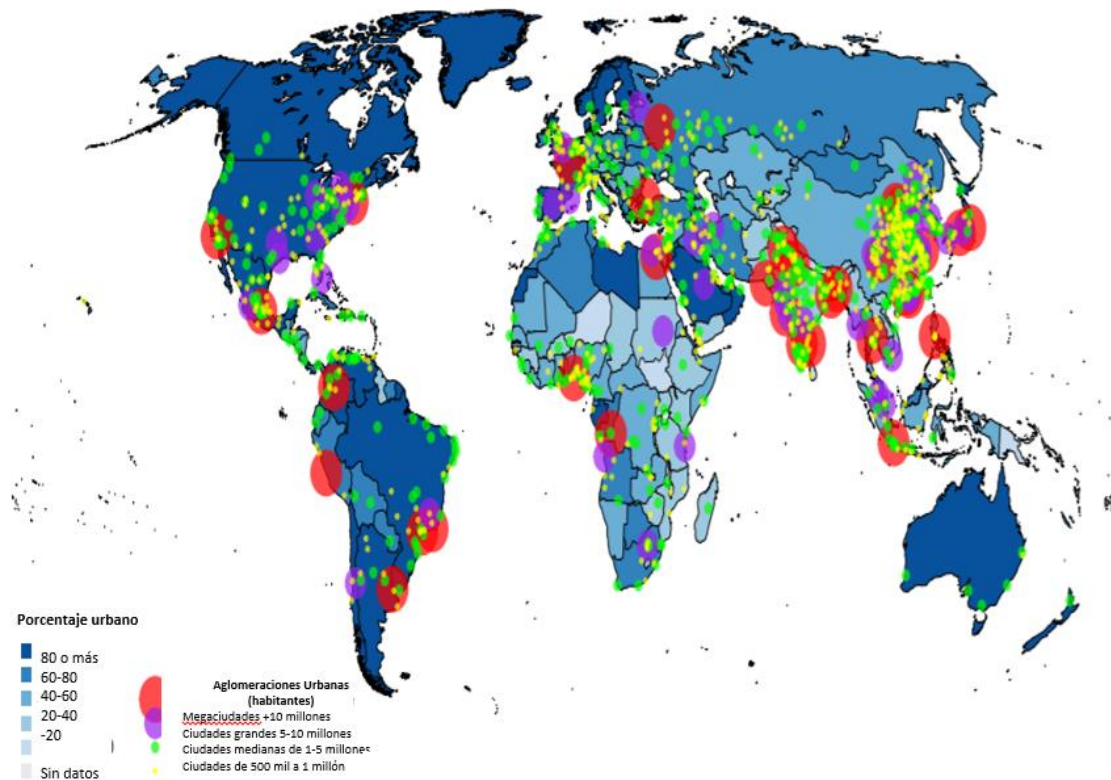 Porcentaje urbano
80 o más
60-80
40-60
20-40
-20
Sin datos
Aglomeraciones Urbanas
(habitantes)
Megaciudades +10 millones
Ciudades grandes 5-10 millones
Ciudades medianas de 1-5 millones
Ciudades de 500 mil a 1 millón